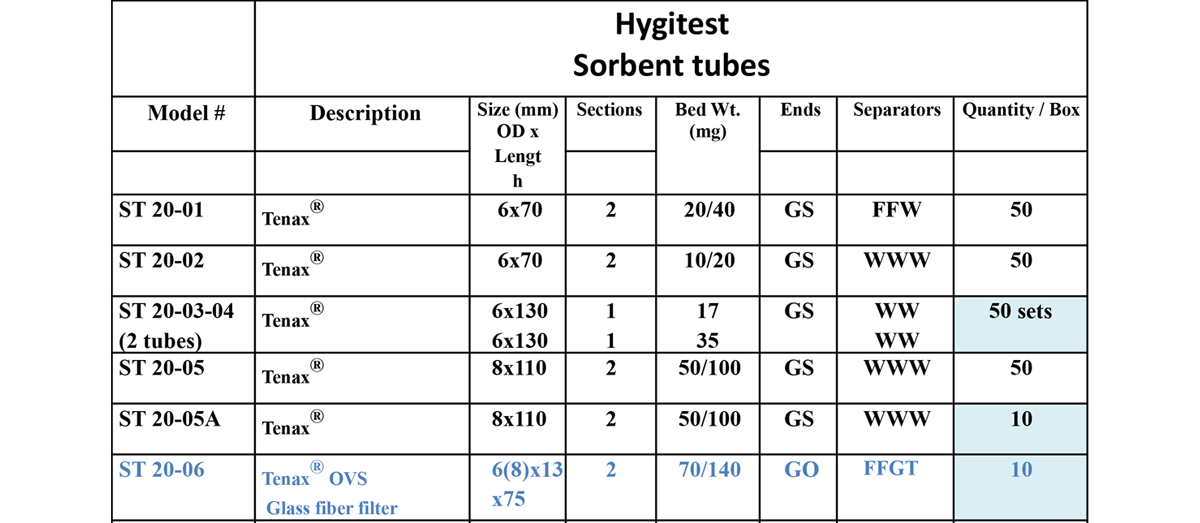 Hygitest
Sorbent tubes
Model # Description Size (mm) Sections Bed Wt. Ends Separators Quantity / Box
OD x (mg)
Lengt
h
ST 20-01 Tenax® 6x70 2 20/40 GS FFW 50
ST 20-02 Tenax® 6x70 2 10/20 GS WWW 50
ST 20-03-04 Tenax® 6x130 1 17 GS WW 50 sets
(2 tubes) 6x130 1 35 WW
ST 20-05 Tenax® 8x110 2 50/100 GS WWW 50
ST 20-05A Tenax® 8x110 2 50/100 GS WWW 10
ST 20-06 Tenax® OVS 6(8)x13 2 70/140 GO FFGT 10
x75
Glass fiber filter